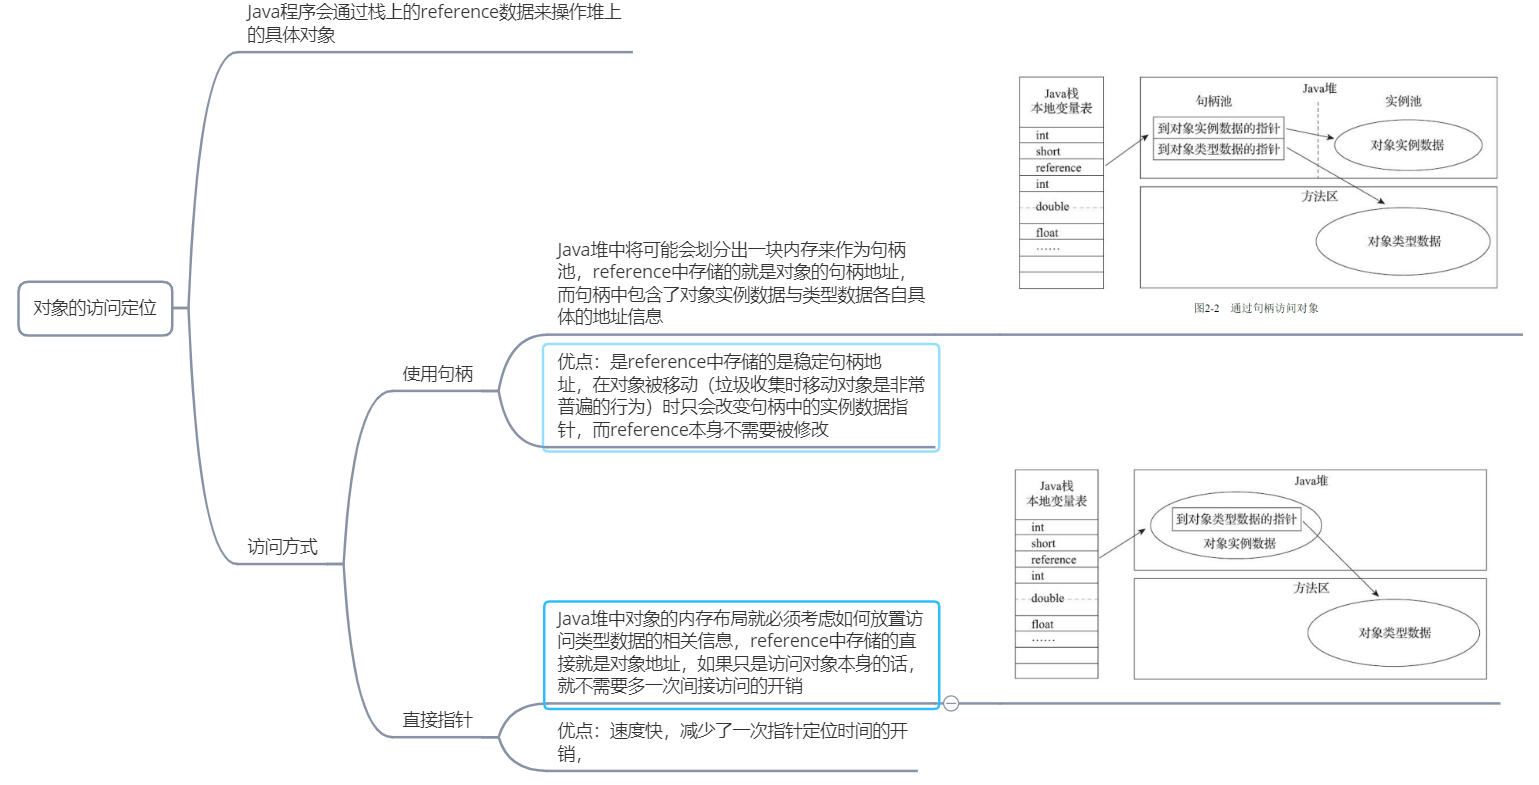 Java程序会通过栈上的reference数据来操作堆上
的具体对象
对象的访问定位
访问方式
使用句柄
Java堆中将可能会划分出一块内存来作为句柄
池，reference中存储的就是对象的句柄地址，
而句柄中包含了对象实例数据与类型数据各自具
体的地址信息
Java栈
本地变量表
int
short
reference
int
double
float
……
Java堆
句柄池
实例池
到对象实例数据的指针
到对象类型数据的指针
对象实例数据
方法区
对象类型数据
图2-2 通过句柄访问对象
优点：是reference中存储的是稳定句柄地
址，在对象被移动（垃圾收集时移动对象是非常
普遍的行为）时只会改变句柄中的实例数据指
针，而reference本身不需要被修改
直接指针
Java堆中对象的内存布局就必须考虑如何放置访
问类型数据的相关信息，reference中存储的直
接就是对象地址，如果只是访问对象本身的话，
就不需要多一次间接访问的开销
Java栈
本地变量表
int
short
reference
int
double
float
……
Java堆
到对象类型数据的指针
对象实例数据
方法区
对象类型数据
优点：速度快，减少了一次指针定位时间的开
销，